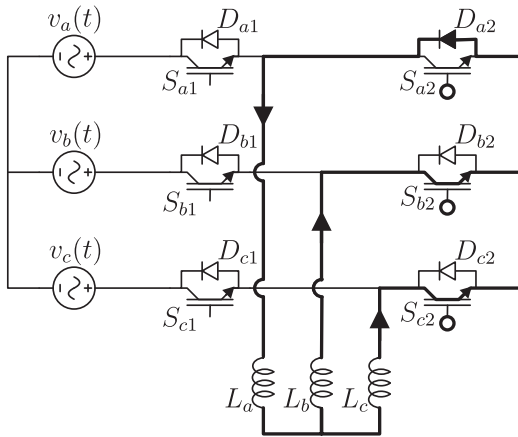 v_a(t) D_{a1} D_{a2}
S_{a1} S_{a2}
v_b(t) D_{b1} D_{b2}
S_{b1} S_{b2}
v_c(t) D_{c1} D_{c2}
S_{c1} S_{c2}
L_a L_b L_c